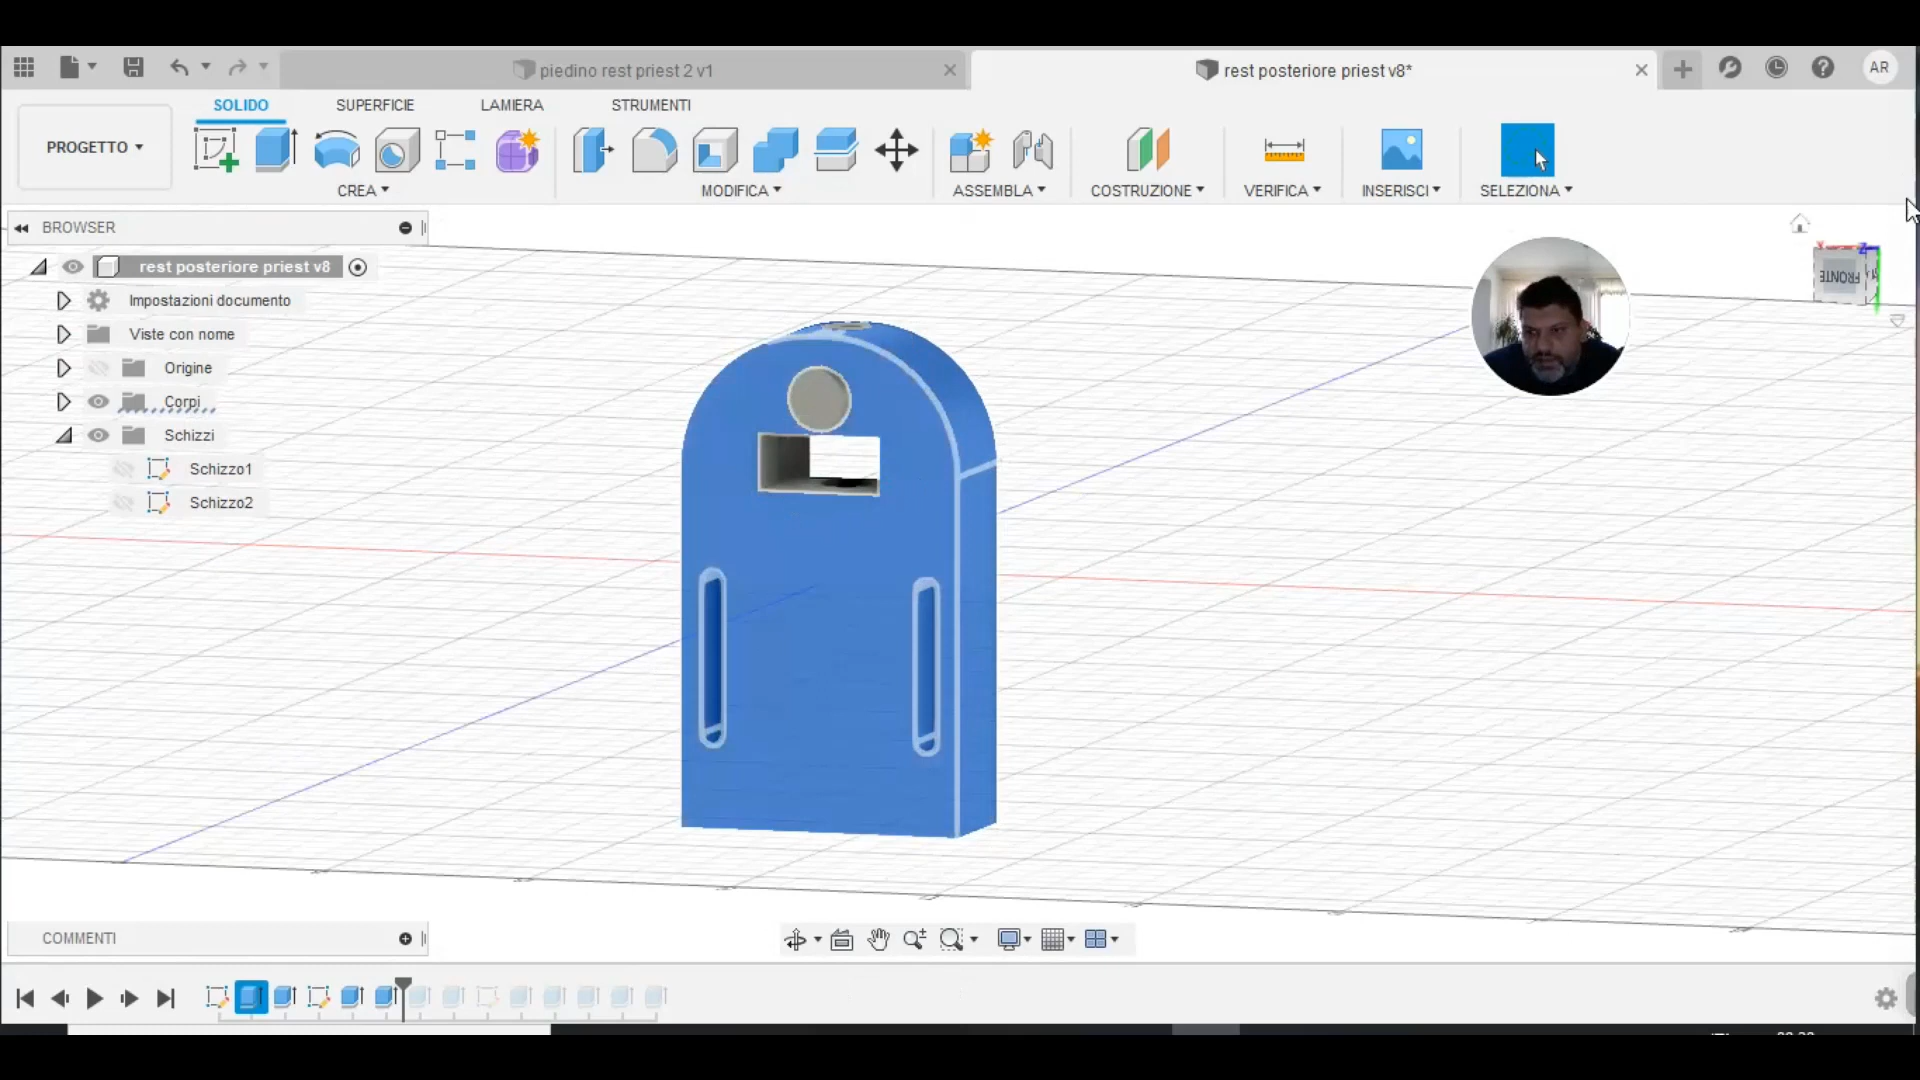 piedino rest priest 2 v1
rest posteriore priest v8*
AR
SOLIDO
SUPERFICIE
LAMIERA
STRUMENTI
PROGETTO
CREA
MODIFICA
ASSEMBLA
COSTRUZIONE
VERIFICA
INSERISCI
SELEZIONA
BROWSER
rest posteriore priest v8
Impostazioni documento
Viste con nome
Origine
Corpi
Schizzi
Schizzo1
Schizzo2
X
Z
FRONTE
COMMENTI